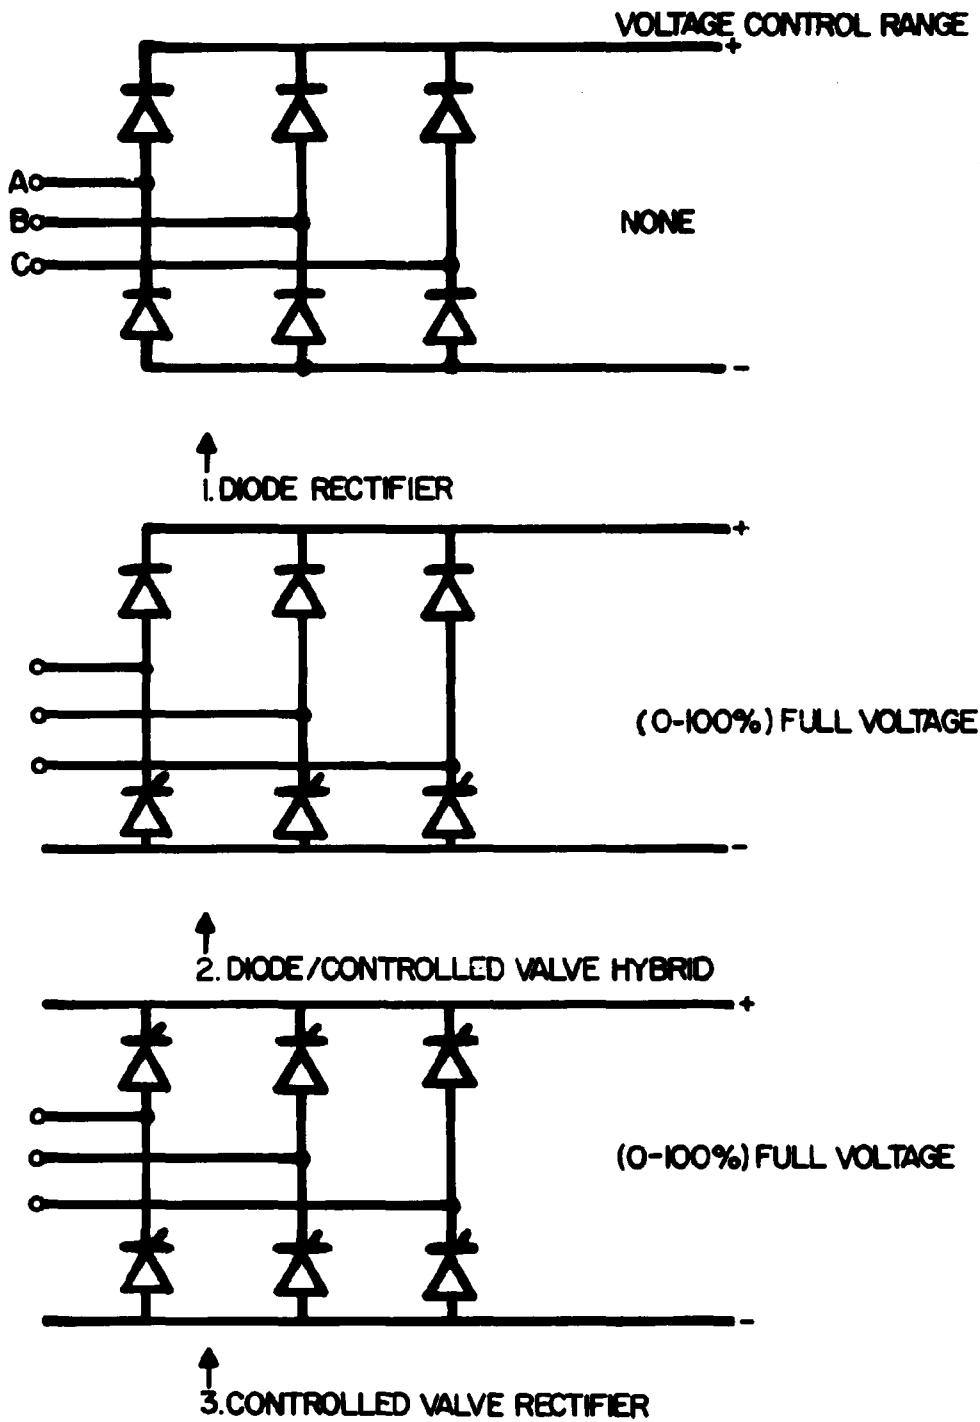 VOLTAGE CONTROL RANGE
+
A
B
NONE
C
-
1. DIODE RECTIFIER
+
(0-100%) FULL VOLTAGE
-
2. DIODE/CONTROLLED VALVE HYBRID
+
(0-100%) FULL VOLTAGE
-
3. CONTROLLED VALVE RECTIFIER